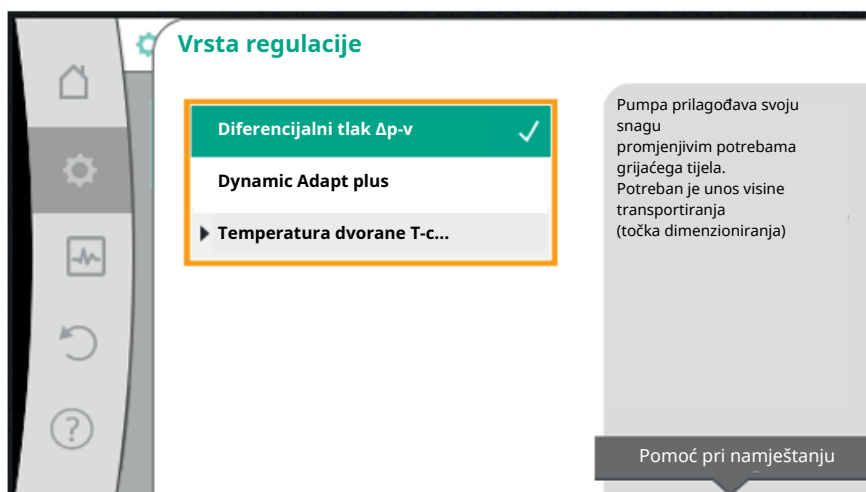 Vrsta regulacije
Diferencijalni tlak Δp-v
Dynamic Adapt plus
Temperatura dvorane T-c...
Pumpa prilagođava svoju
snagu
promjenjivim potrebama
grijaćega tijela.
Potreban je unos visine
transportiranja
(točka dimenzioniranja)
Pomoć pri namještanju